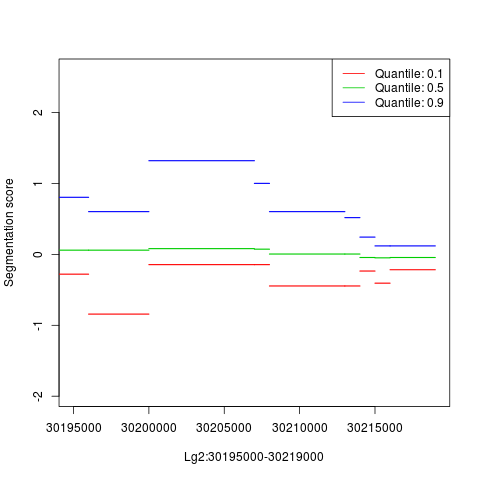 Quantile: 0.1
Quantile: 0.5
Quantile: 0.9
Segmentation score
2
1
0
-1
-2
30195000 30200000 30205000 30210000 30215000
Lg2:30195000-30219000